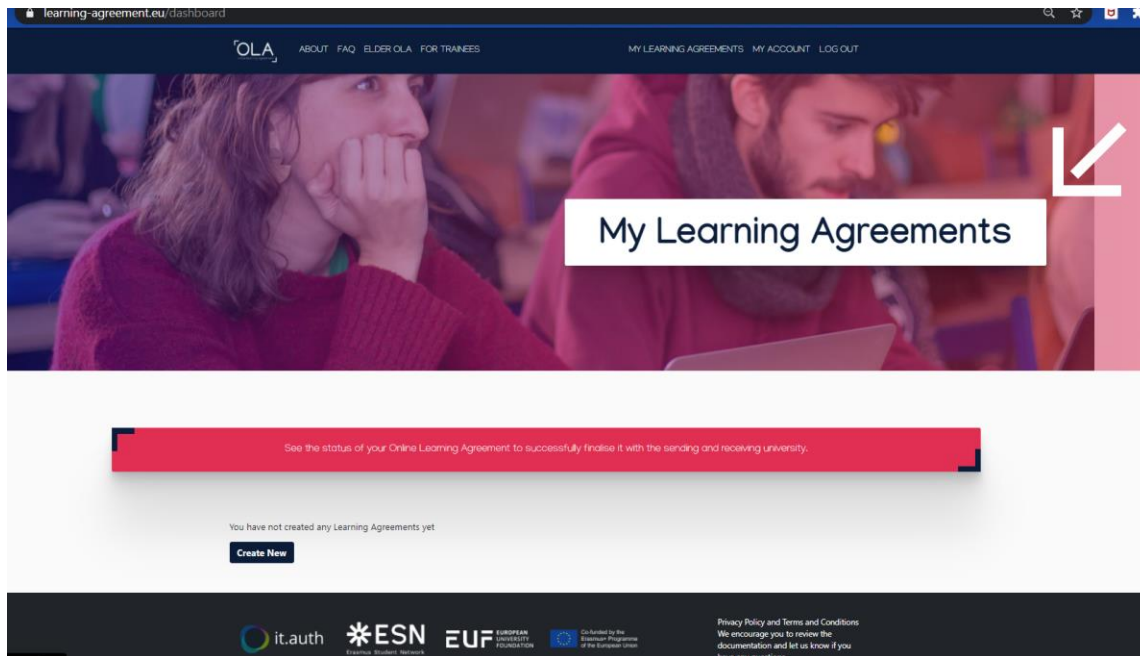 learning-agreement.eu/dashboard
OLA
ABOUT FAQ ELDER OLA FOR TRAINEES
MY LEARNING AGREEMENTS MY ACCOUNT LOG OUT
My Learning Agreements
See the status of your Online Learning Agreement to successfully finalise it with the sending and receiving university.
You have not created any Learning Agreements yet
Create New
it.auth
ESN
Erasmus Student Network
EUF EUROPEAN
UNIVERSITY
FOUNDATION
Co-funded by the
Erasmus+ Programme
of the European Union
Privacy Policy and Terms and Conditions
We encourage you to review the
documentation and let us know if you
have any questions